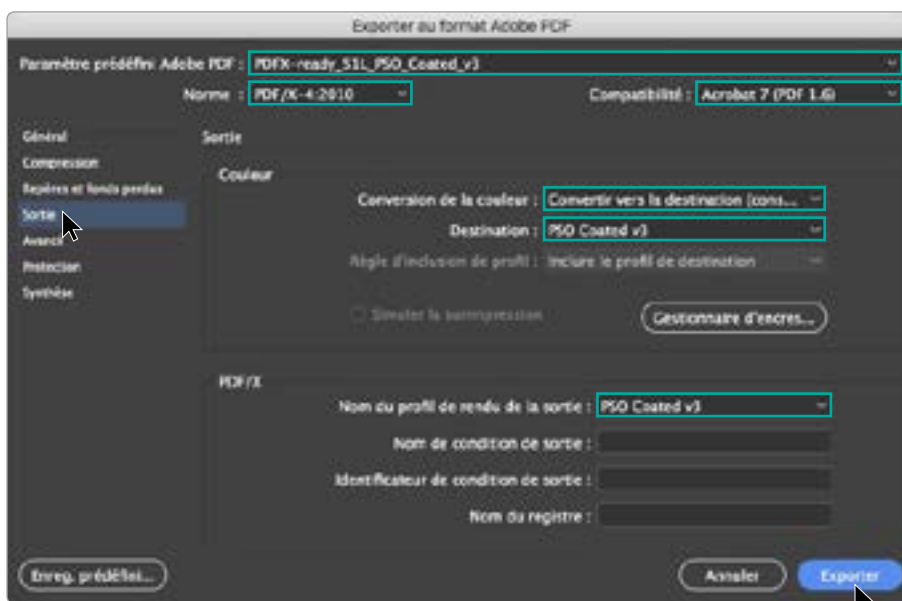 Exporter au format Adobe PDF
Paramètre prédéfini Adobe PDF : PDFX-ready_S1L_PSO_Coated_v3
Norme : PDF/X-4:2010 Compatibilité : Acrobat 7 (PDF 1.6)
Général
Compression
Repères et fonds perdus
Sortie
Avancé
Protection
Synthèse
Sortie
Couleur
Conversion de la couleur : Convertir vers la destination (cons...
Destination : PSO Coated v3
Règle d'inclusion de profil : Inclure le profil de destination
Simuler la surimpression
Gestionnaire d'encres...
PDF/X
Nom du profil de rendu de la sortie : PSO Coated v3
Nom de condition de sortie :
Identificateur de condition de sortie :
Nom du registre :
Enreg. prédéfini... Annuler Exporter